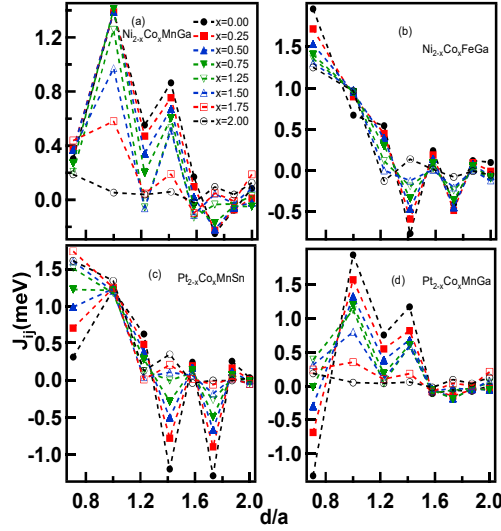 (a)
Ni2-xCoxMnGa
x=0.00
x=0.25
x=0.50
x=0.75
x=1.25
x=1.50
x=1.75
x=2.00
1.2
0.8
0.4
0.0
(b)
Ni2-xCoxFeGa
1.5
1.0
0.5
0.0
-0.5
Jij(meV)
(c)
Pt2-xCoxMnSn
1.5
1.0
0.5
0.0
-0.5
-1.0
(d)
Pt2-xCoxMnGa
1.5
1.0
0.5
0.0
-0.5
-1.0
0.8 1.2 1.6 2.0
0.8 1.2 1.6 2.0
d/a